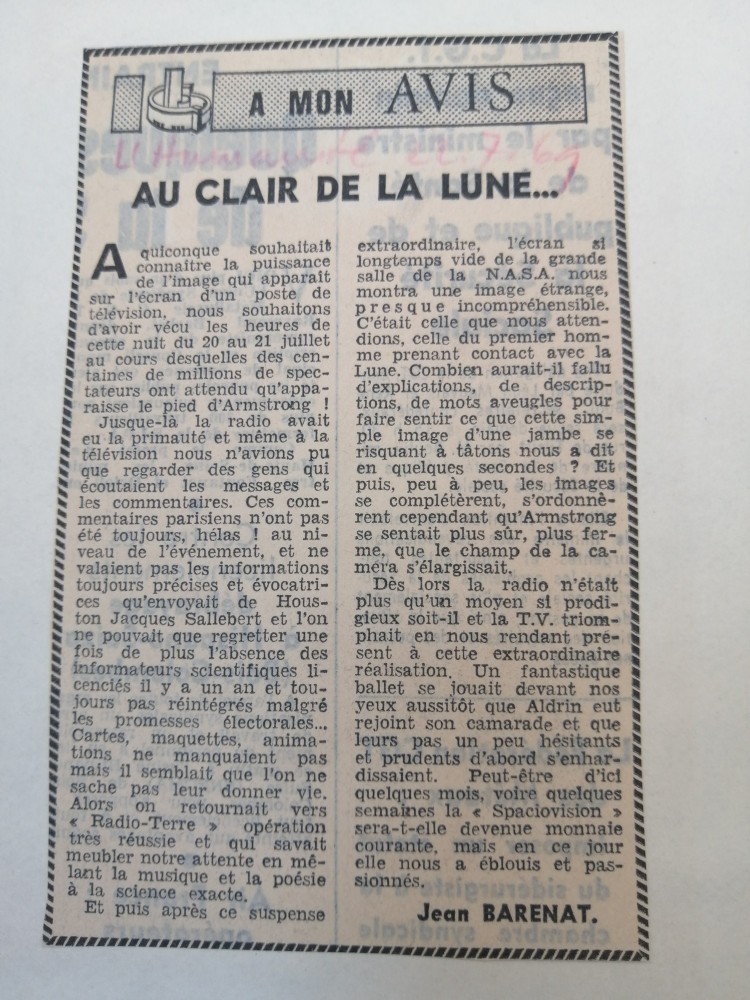 A MON AVIS
L'Humanité 22.7.69
AU CLAIR DE LA LUNE...
A quiconque souhaitait
connaître la puissance
de l'image qui apparaît
sur l'écran d'un poste de
télévision, nous souhaitons
d'avoir vécu les heures de
cette nuit du 20 au 21 juillet
au cours desquelles des cen-
taines de millions de spec-
tateurs ont attendu qu'appa-
raisse le pied d'Armstrong !
Jusque-là la radio avait
eu la primauté et même à la
télévision nous n'avions pu
que regarder des gens qui
écoutaient les messages et
les commentaires. Ces com-
mentaires parisiens n'ont pas
été toujours, hélas ! au ni-
veau de l'événement, et ne
valaient pas les informations
toujours précises et évocatri-
ces qu'envoyait de Hous-
ton Jacques Sallebert et l'on
ne pouvait que regretter une
fois de plus l'absence des
informateurs scientifiques li-
cenciés il y a un an et tou-
jours pas réintégrés malgré
les promesses électorales...
Cartes, maquettes, anima-
tions ne manquaient pas
mais il semblait que l'on ne
sache pas leur donner vie.
Alors on retournait vers
« Radio-Terre » opération
très réussie et qui savait
meubler notre attente en mê-
lant la musique et la poésie
à la science exacte.
Et puis après ce suspense
extraordinaire, l'écran si
longtemps vide de la grande
salle de la N.A.S.A. nous
montra une image étrange,
presque incompréhensible.
C'était celle que nous atten-
dions, celle du premier hom-
me prenant contact avec la
Lune. Combien aurait-il fallu
d'explications, de descrip-
tions, de mots aveugles pour
faire sentir ce que cette sim-
ple image d'une jambe se
risquant à tâtons nous a dit
en quelques secondes ? Et
puis, peu à peu, les images
se complétèrent, s'ordonnè-
rent cependant qu'Armstrong
se sentait plus sûr, plus fer-
me, que le champ de la ca-
méra s'élargissait.
Dès lors la radio n'était
plus qu'un moyen si prodi-
gieux soit-il et la T.V. triom-
phait en nous rendant pré-
sent à cette extraordinaire
réalisation. Un fantastique
ballet se jouait devant nos
yeux aussitôt que Aldrin eut
rejoint son camarade et que
leurs pas un peu hésitants
et prudents d'abord s'enhar-
dissaient. Peut-être d'ici
quelques mois, voire quelques
semaines la « Spaciovision »
sera-t-elle devenue monnaie
courante, mais en ce jour
elle nous a éblouis et pas-
sionnés.
Jean BARENAT.